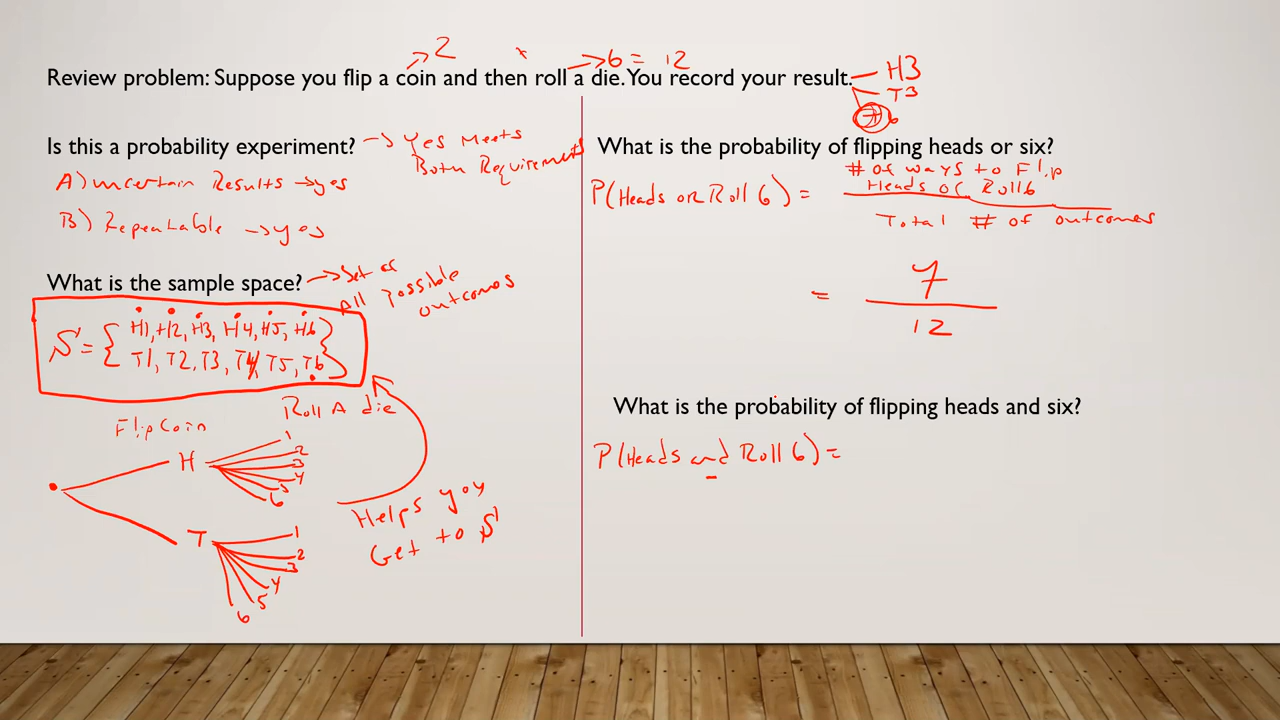 → 2 × → 6 = 12
Review problem: Suppose you flip a coin and then roll a die. You record your result.
H3
T3
6
Is this a probability experiment? → Yes Meets
Both Requirements
A) Uncertain Results → yes
B) Repeatable → yes
What is the sample space? → Set of
All Possible
outcomes
S = { H1, H2, H3, H4, H5, H6
T1, T2, T3, T4, T5, T6 }
Flip Coin
Roll A die
H
1
2
3
4
5
6
T
1
2
3
4
5
6
Helps you
Get to S
What is the probability of flipping heads or six?
P(Heads or Roll 6) =
# of ways to Flip
Heads or Roll 6
Total # of outcomes
= 7
12
What is the probability of flipping heads and six?
P(Heads and Roll 6) =